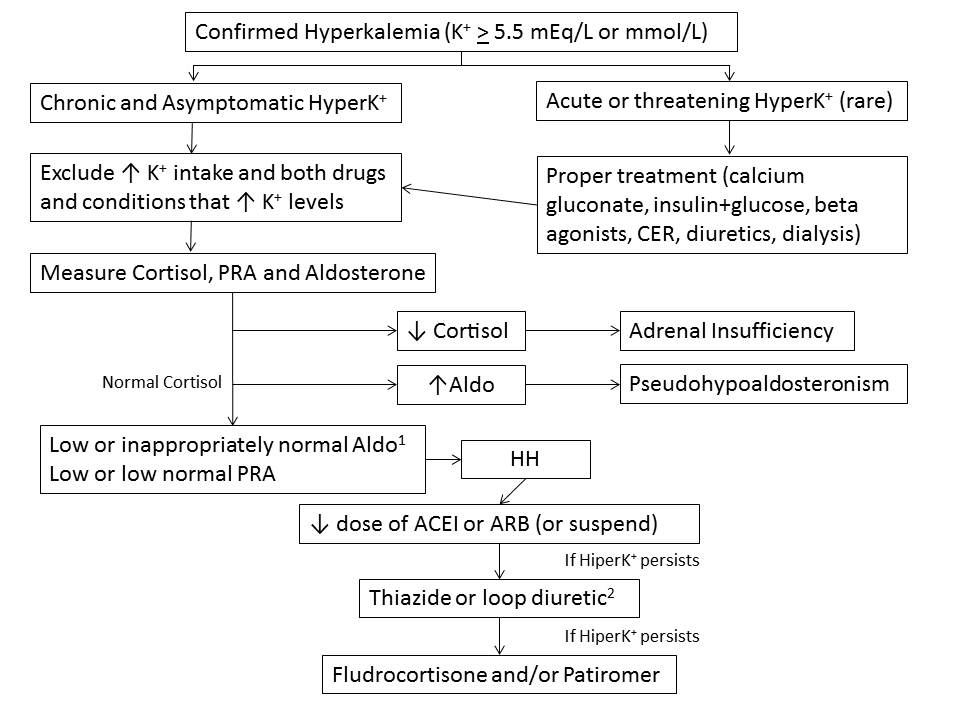 Confirmed Hyperkalemia (K⁺ ≥ 5.5 mEq/L or mmol/L)
Chronic and Asymptomatic HyperK⁺
Acute or threatening HyperK⁺ (rare)
Exclude ↑ K⁺ intake and both drugs
and conditions that ↑ K⁺ levels
Proper treatment (calcium
gluconate, insulin+glucose, beta
agonists, CER, diuretics, dialysis)
Measure Cortisol, PRA and Aldosterone
↓ Cortisol
Adrenal Insufficiency
Normal Cortisol
↑Aldo
Pseudohypoaldosteronism
Low or inappropriately normal Aldo¹
Low or low normal PRA
HH
↓ dose of ACEI or ARB (or suspend)
If HiperK⁺ persists
Thiazide or loop diuretic²
If HiperK⁺ persists
Fludrocortisone and/or Patiromer